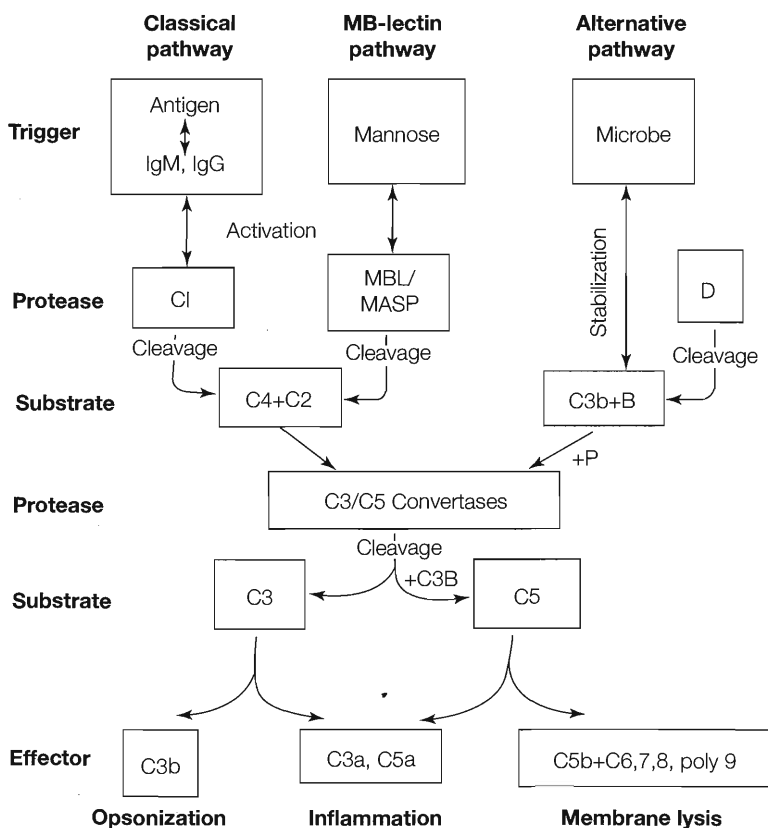 Classical
pathway
MB-lectin
pathway
Alternative
pathway
Trigger
Antigen
IgM, IgG
Mannose
Microbe
Activation
Stabilization
Protease
CI
MBL/
MASP
D
Cleavage
Cleavage
Cleavage
Substrate
C4+C2
C3b+B
+P
Protease
C3/C5 Convertases
Cleavage
+C3B
Substrate
C3
C5
Effector
C3b
C3a, C5a
C5b+C6,7,8, poly 9
Opsonization
Inflammation
Membrane lysis